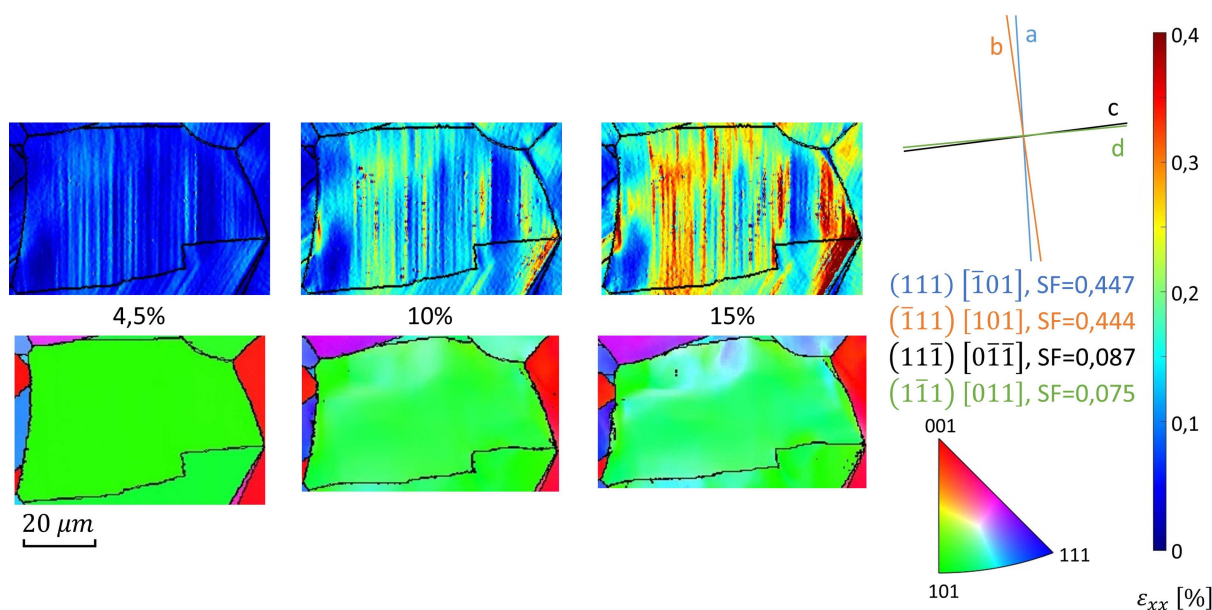 a
b
c
d
0,4
0,3
0,2
0,1
0
4,5%
10%
15%
(111) [1̅01], SF=0,447
(1̅11) [101], SF=0,444
(111̅) [01̅1̅], SF=0,087
(11̅1) [011], SF=0,075
001
111
101
20 μm
εxx [%]